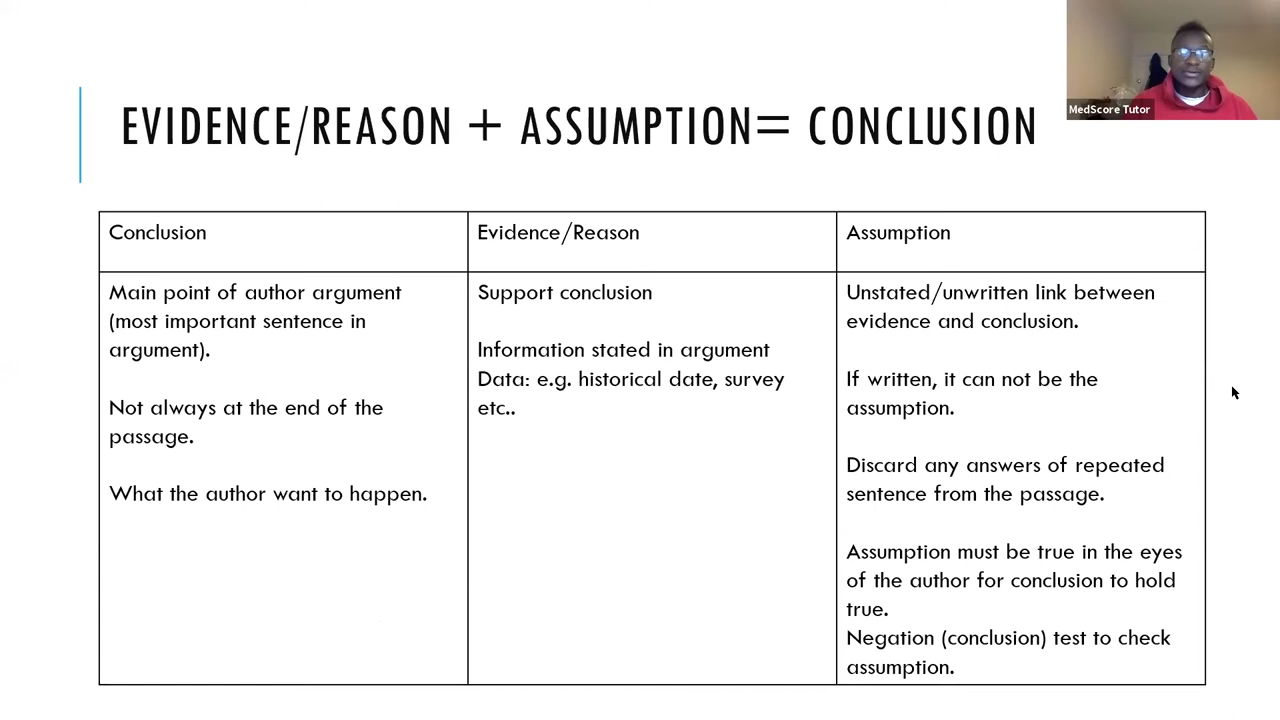 MedScore Tutor
EVIDENCE/REASON + ASSUMPTION= CONCLUSION
Conclusion
Evidence/Reason
Assumption
Main point of author argument
(most important sentence in
argument).
Not always at the end of the
passage.
What the author want to happen.
Support conclusion
Information stated in argument
Data: e.g. historical date, survey
etc..
Unstated/unwritten link between
evidence and conclusion.
If written, it can not be the
assumption.
Discard any answers of repeated
sentence from the passage.
Assumption must be true in the eyes
of the author for conclusion to hold
true.
Negation (conclusion) test to check
assumption.